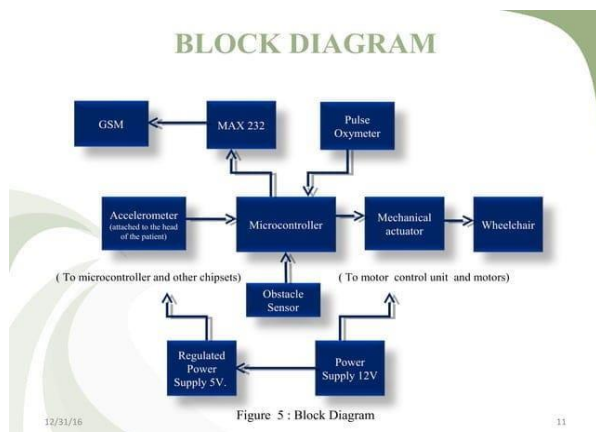 BLOCK DIAGRAM
GSM
MAX 232
Pulse
Oxymeter
Accelerometer
(attached to the head
of the patient)
Microcontroller
Mechanical
actuator
Wheelchair
( To microcontroller and other chipsets)
( To motor control unit and motors)
Obstacle
Sensor
Regulated
Power
Supply 5V.
Power
Supply 12V
Figure 5 : Block Diagram
12/31/16
11